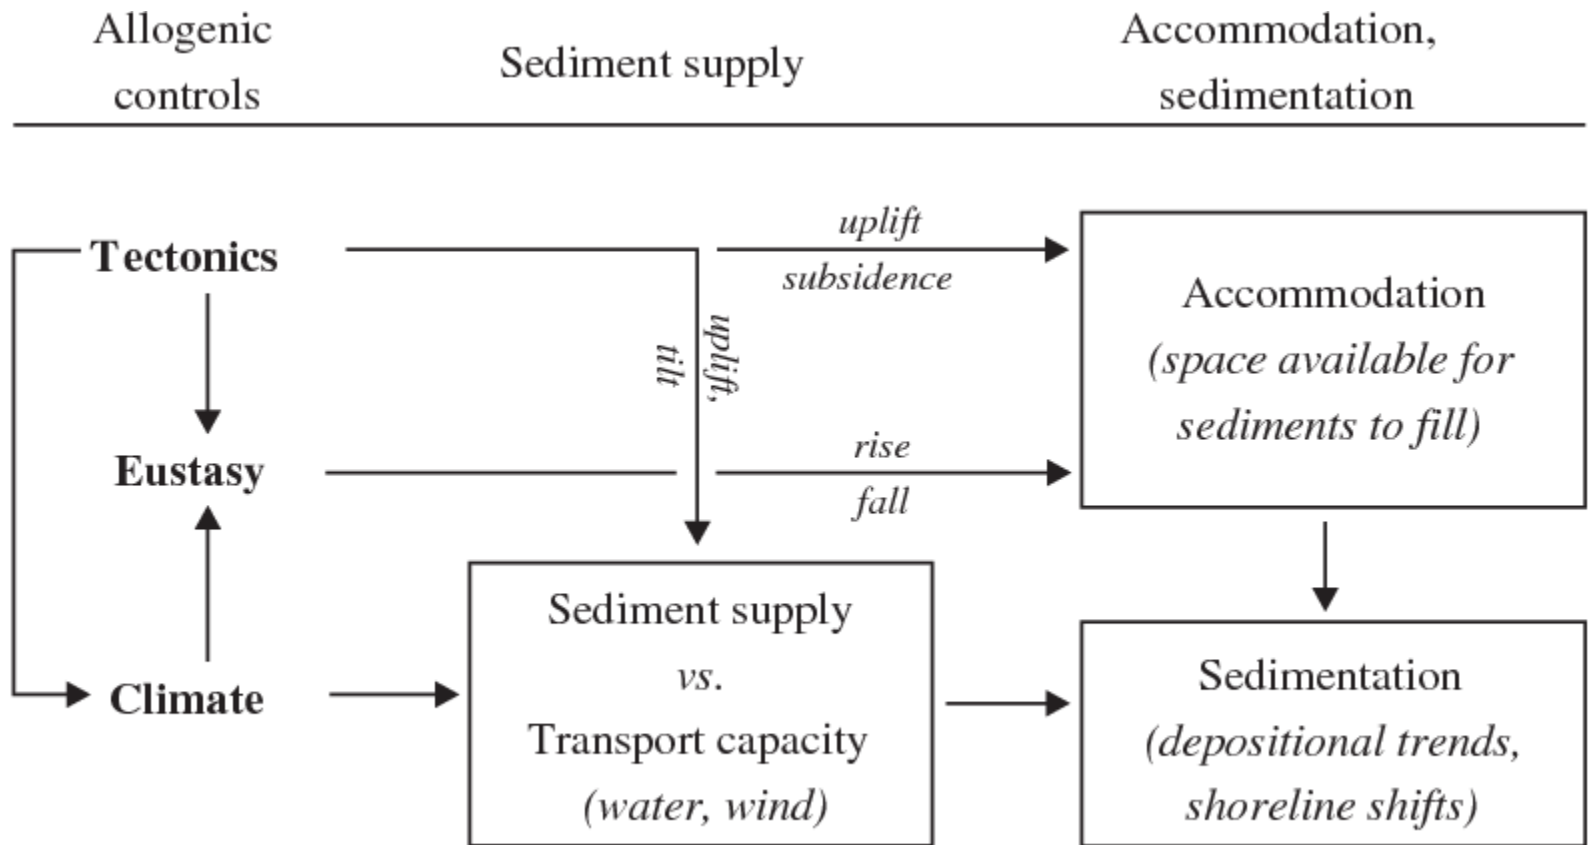 Allogenic
controls
Sediment supply
Accommodation,
sedimentation
Tectonics
uplift
subsidence
uplift,
tilt
Accommodation
(space available for
sediments to fill)
Eustasy
rise
fall
Climate
Sediment supply
vs.
Transport capacity
(water, wind)
Sedimentation
(depositional trends,
shoreline shifts)